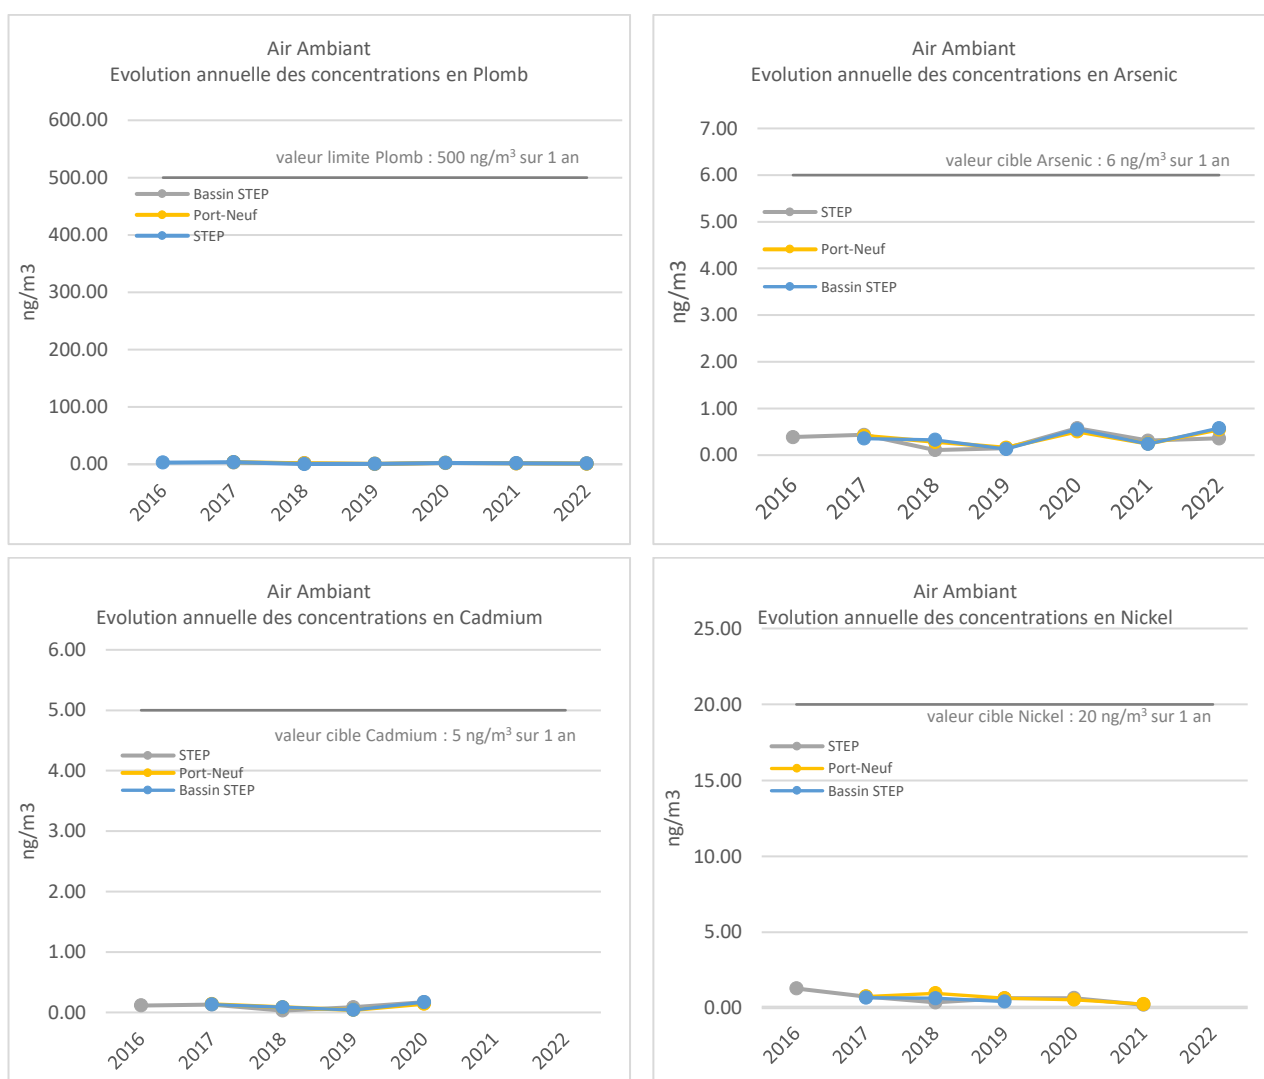 Air Ambiant
Evolution annuelle des concentrations en Plomb
600.00
valeur limite Plomb : 500 ng/m³ sur 1 an
500.00
Bassin STEP
Port-Neuf
STEP
400.00
300.00
200.00
100.00
0.00
ng/m3
2016
2017
2018
2019
2020
2021
2022
Air Ambiant
Evolution annuelle des concentrations en Arsenic
7.00
valeur cible Arsenic : 6 ng/m³ sur 1 an
6.00
STEP
5.00
Port-Neuf
4.00
Bassin STEP
3.00
2.00
1.00
0.00
ng/m3
2016
2017
2018
2019
2020
2021
2022
Air Ambiant
Evolution annuelle des concentrations en Cadmium
6.00
5.00
valeur cible Cadmium : 5 ng/m³ sur 1 an
STEP
Port-Neuf
Bassin STEP
4.00
3.00
2.00
1.00
0.00
ng/m3
2016
2017
2018
2019
2020
2021
2022
Air Ambiant
Evolution annuelle des concentrations en Nickel
25.00
20.00
valeur cible Nickel : 20 ng/m³ sur 1 an
STEP
Port-Neuf
Bassin STEP
15.00
10.00
5.00
0.00
ng/m3
2016
2017
2018
2019
2020
2021
2022